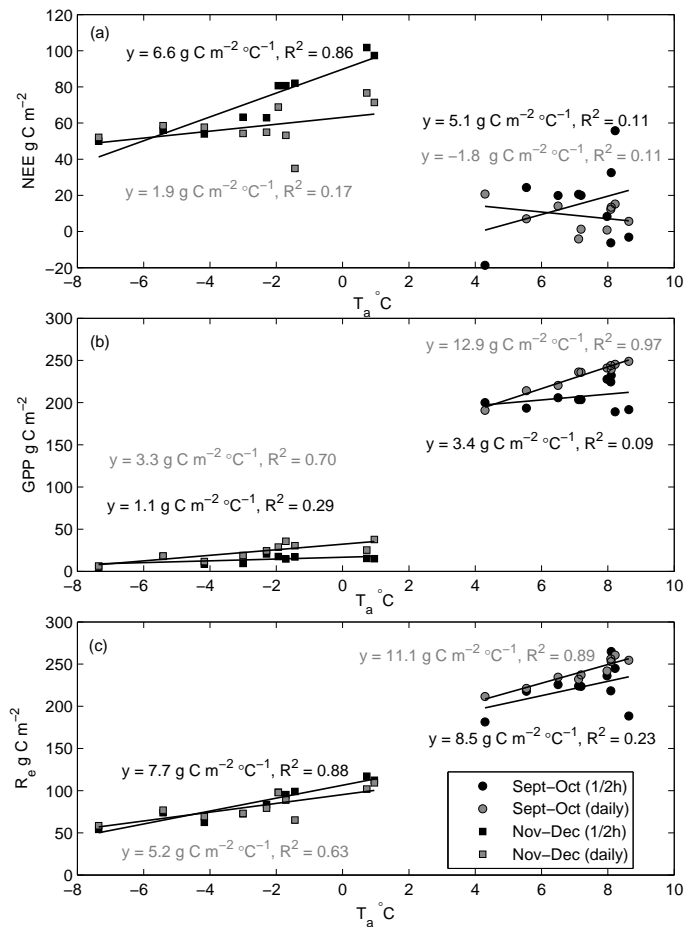 (a)
y = 6.6 g C m⁻² °C⁻¹, R² = 0.86
y = 5.1 g C m⁻² °C⁻¹, R² = 0.11
y = −1.8 g C m⁻² °C⁻¹, R² = 0.11
y = 1.9 g C m⁻² °C⁻¹, R² = 0.17
NEE g C m⁻²
120
100
80
60
40
20
0
−20
−8 −6 −4 −2 0 2 4 6 8 10
Tₐ °C
(b)
y = 12.9 g C m⁻² °C⁻¹, R² = 0.97
y = 3.4 g C m⁻² °C⁻¹, R² = 0.09
y = 3.3 g C m⁻² °C⁻¹, R² = 0.70
y = 1.1 g C m⁻² °C⁻¹, R² = 0.29
GPP g C m⁻²
300
250
200
150
100
50
0
−8 −6 −4 −2 0 2 4 6 8 10
Tₐ °C
(c)
y = 11.1 g C m⁻² °C⁻¹, R² = 0.89
y = 8.5 g C m⁻² °C⁻¹, R² = 0.23
y = 7.7 g C m⁻² °C⁻¹, R² = 0.88
y = 5.2 g C m⁻² °C⁻¹, R² = 0.63
Rₑ g C m⁻²
300
250
200
150
100
50
0
Sept−Oct (1/2h)
Sept−Oct (daily)
Nov−Dec (1/2h)
Nov−Dec (daily)
−8 −6 −4 −2 0 2 4 6 8 10
Tₐ °C